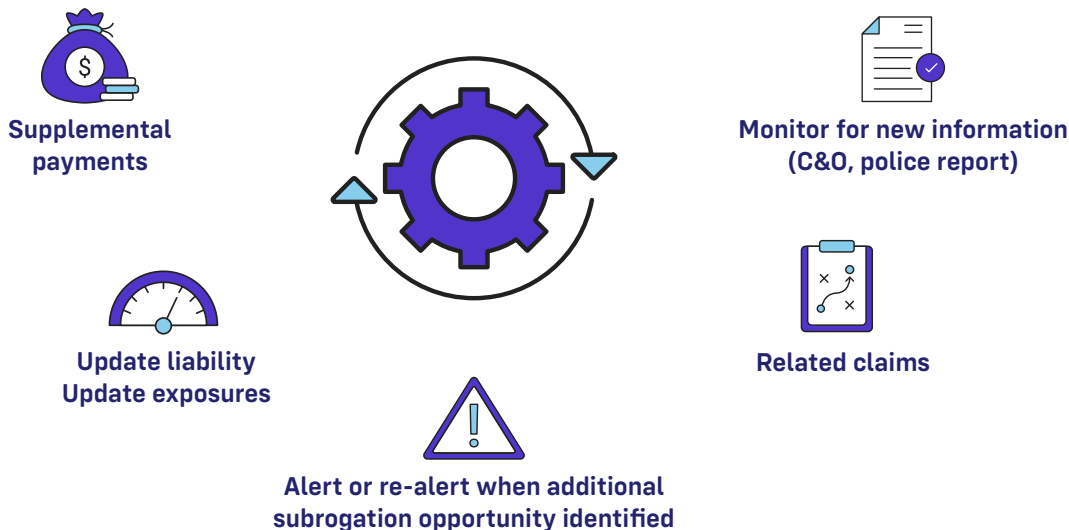 $
Supplemental
payments
Monitor for new information
(C&O, police report)
Update liability
Update exposures
Related claims
!
Alert or re-alert when additional
subrogation opportunity identified